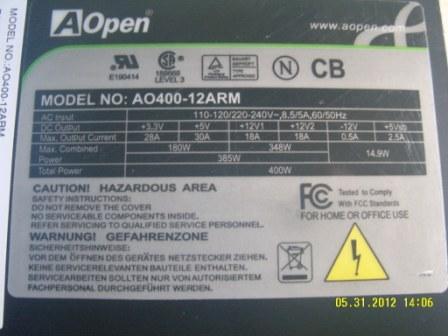 AOpen
www.aopen.com
MODEL NO.:AO400-12ARM
E190414
189668
LEVEL 3
N
CB
MODEL NO: AO400-12ARM
AC Input 110-120/220-240V~,8.5/5A,60/50Hz
DC Output +3.3V +5V +12V1 +12V2 -12V +5Vsb
Max. Output Current 28A 30A 18A 18A 0.5A 2.5A
Max. Combined Power 180W 348W 14.9W
385W
Total Power 400W
CAUTION! HAZARDOUS AREA
SAFETY INSTRUCTIONS:
DO NOT REMOVE THE COVER
NO SERVICEABLE COMPONENTS INSIDE.
REFER SERVICING TO QUALIFIED SERVICE PERSONNEL.
FC Tested to Comply
With FCC Standards
FOR HOME OR OFFICE USE
WARNUNG! GEFAHRENZONE
SICHERHEITSHINWEISE:
VOR DEM ÖFFNEN DES GERÄTES NETZSTECKER ZIEHEN
KEINE SERVICERELEVANTEN BAUTEILE ENTHALTEN.
SERVICEARBEITEN SOLLTEN NUR VON AUTORISIERTEM
FACHPERSONAL DURCHGEFÜHRT WERDEN.
05.31.2012 14:06